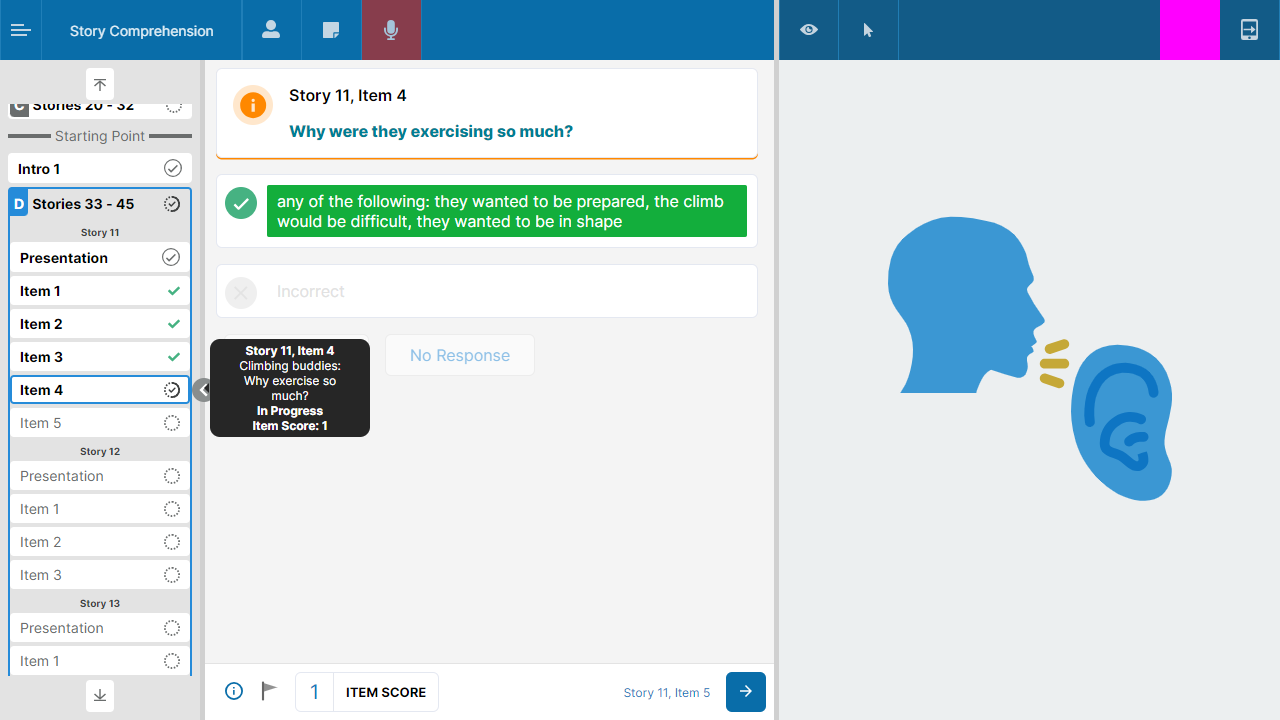 Story Comprehension
C Stories 20 - 32
Starting Point
Intro 1
D Stories 33 - 45
Story 11
Presentation
Item 1
Item 2
Item 3
Item 4
Item 5
Story 12
Presentation
Item 1
Item 2
Item 3
Story 13
Presentation
Item 1
Story 11, Item 4
Why were they exercising so much?
any of the following: they wanted to be prepared, the climb
would be difficult, they wanted to be in shape
Incorrect
No Response
Story 11, Item 4
Climbing buddies:
Why exercise so
much?
In Progress
Item Score: 1
1 ITEM SCORE
Story 11, Item 5